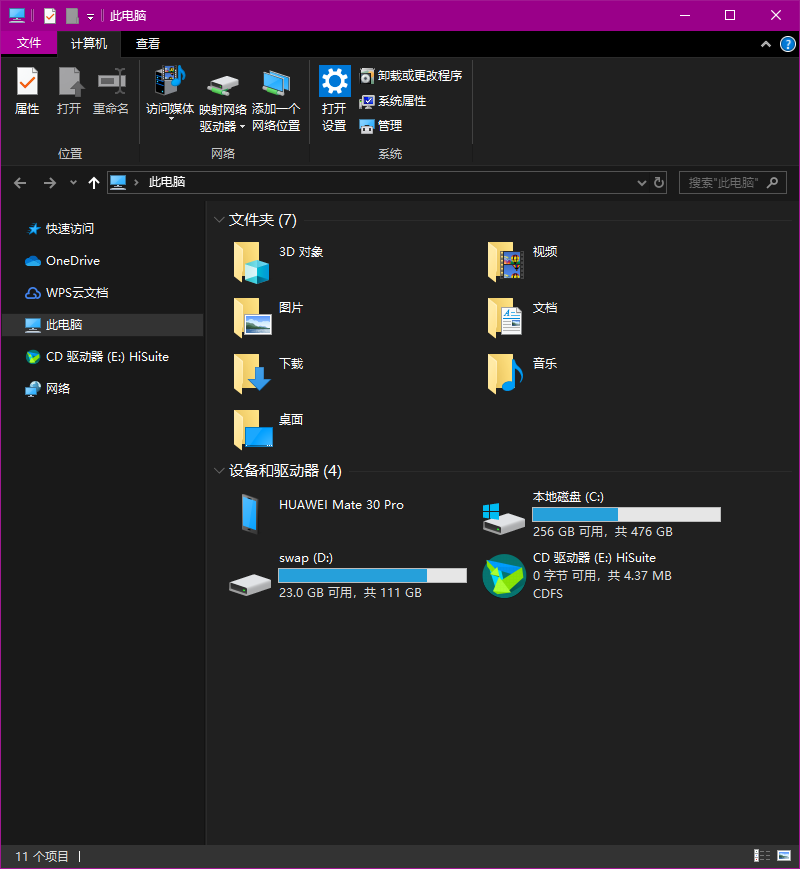 此电脑
文件 计算机 查看
属性 打开 重命名 访问媒体 映射网络驱动器 添加一个网络位置 打开设置 卸载或更改程序
系统属性
管理
位置 网络 系统
此电脑 搜索"此电脑"
快速访问
OneDrive
WPS云文档
此电脑
CD 驱动器 (E:) HiSuite
网络
文件夹 (7)
3D 对象
视频
图片
文档
下载
音乐
桌面
设备和驱动器 (4)
HUAWEI Mate 30 Pro
本地磁盘 (C:)
256 GB 可用，共 476 GB
swap (D:)
23.0 GB 可用，共 111 GB
CD 驱动器 (E:) HiSuite
0 字节 可用，共 4.37 MB
CDFS
11 个项目